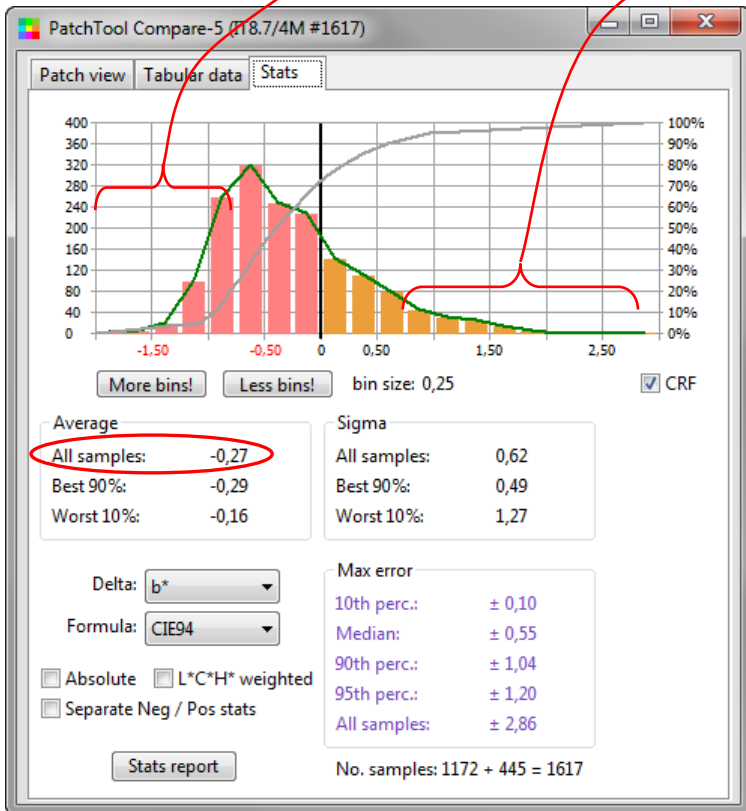 PatchTool Compare-5 (IT8.7/4M #1617)
Patch view Tabular data Stats
400 100%
360 90%
320 80%
280 70%
240 60%
200 50%
160 40%
120 30%
80 20%
40 10%
0 0%
-1,50 -0,50 0 0,50 1,50 2,50
More bins! Less bins! bin size: 0,25 CRF
Average
All samples: -0,27
Best 90%: -0,29
Worst 10%: -0,16
Sigma
All samples: 0,62
Best 90%: 0,49
Worst 10%: 1,27
Delta: b*
Formula: CIE94
Absolute L*C*H* weighted
Separate Neg / Pos stats
Stats report
Max error
10th perc.: ± 0,10
Median: ± 0,55
90th perc.: ± 1,04
95th perc.: ± 1,20
All samples: ± 2,86
No. samples: 1172 + 445 = 1617